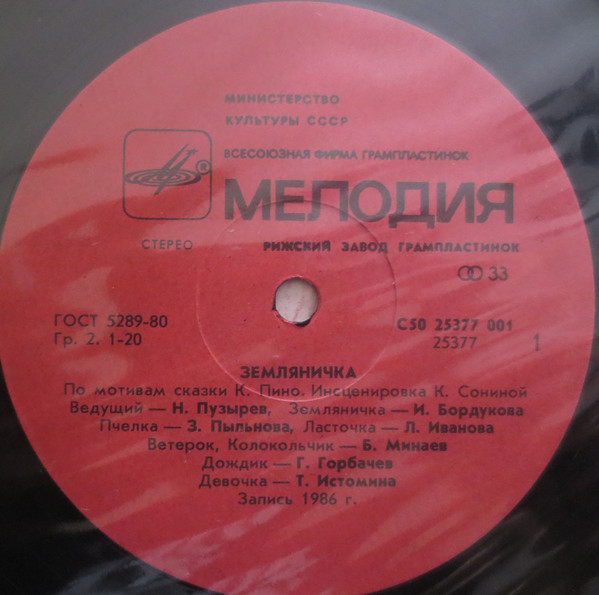 МИНИСТЕРСТВО
КУЛЬТУРЫ СССР
ВСЕСОЮЗНАЯ ФИРМА ГРАМПЛАСТИНОК
МЕЛОДИЯ
СТЕРЕО РИЖСКИЙ ЗАВОД ГРАМПЛАСТИНОК
33
ГОСТ 5289-80 С50 25377 001
Гр. 2. 1-20 25377 1
ЗЕМЛЯНИЧКА
По мотивам сказки К. Пино. Инсценировка К. Сониной
Ведущий — Н. Пузырев, Земляничка — И. Бордукова
Пчелка — З. Пыльнова, Ласточка — Л. Иванова
Ветерок, Колокольчик — Б. Минаев
Дождик — Г. Горбачев
Девочка — Т. Истомина
Запись 1986 г.